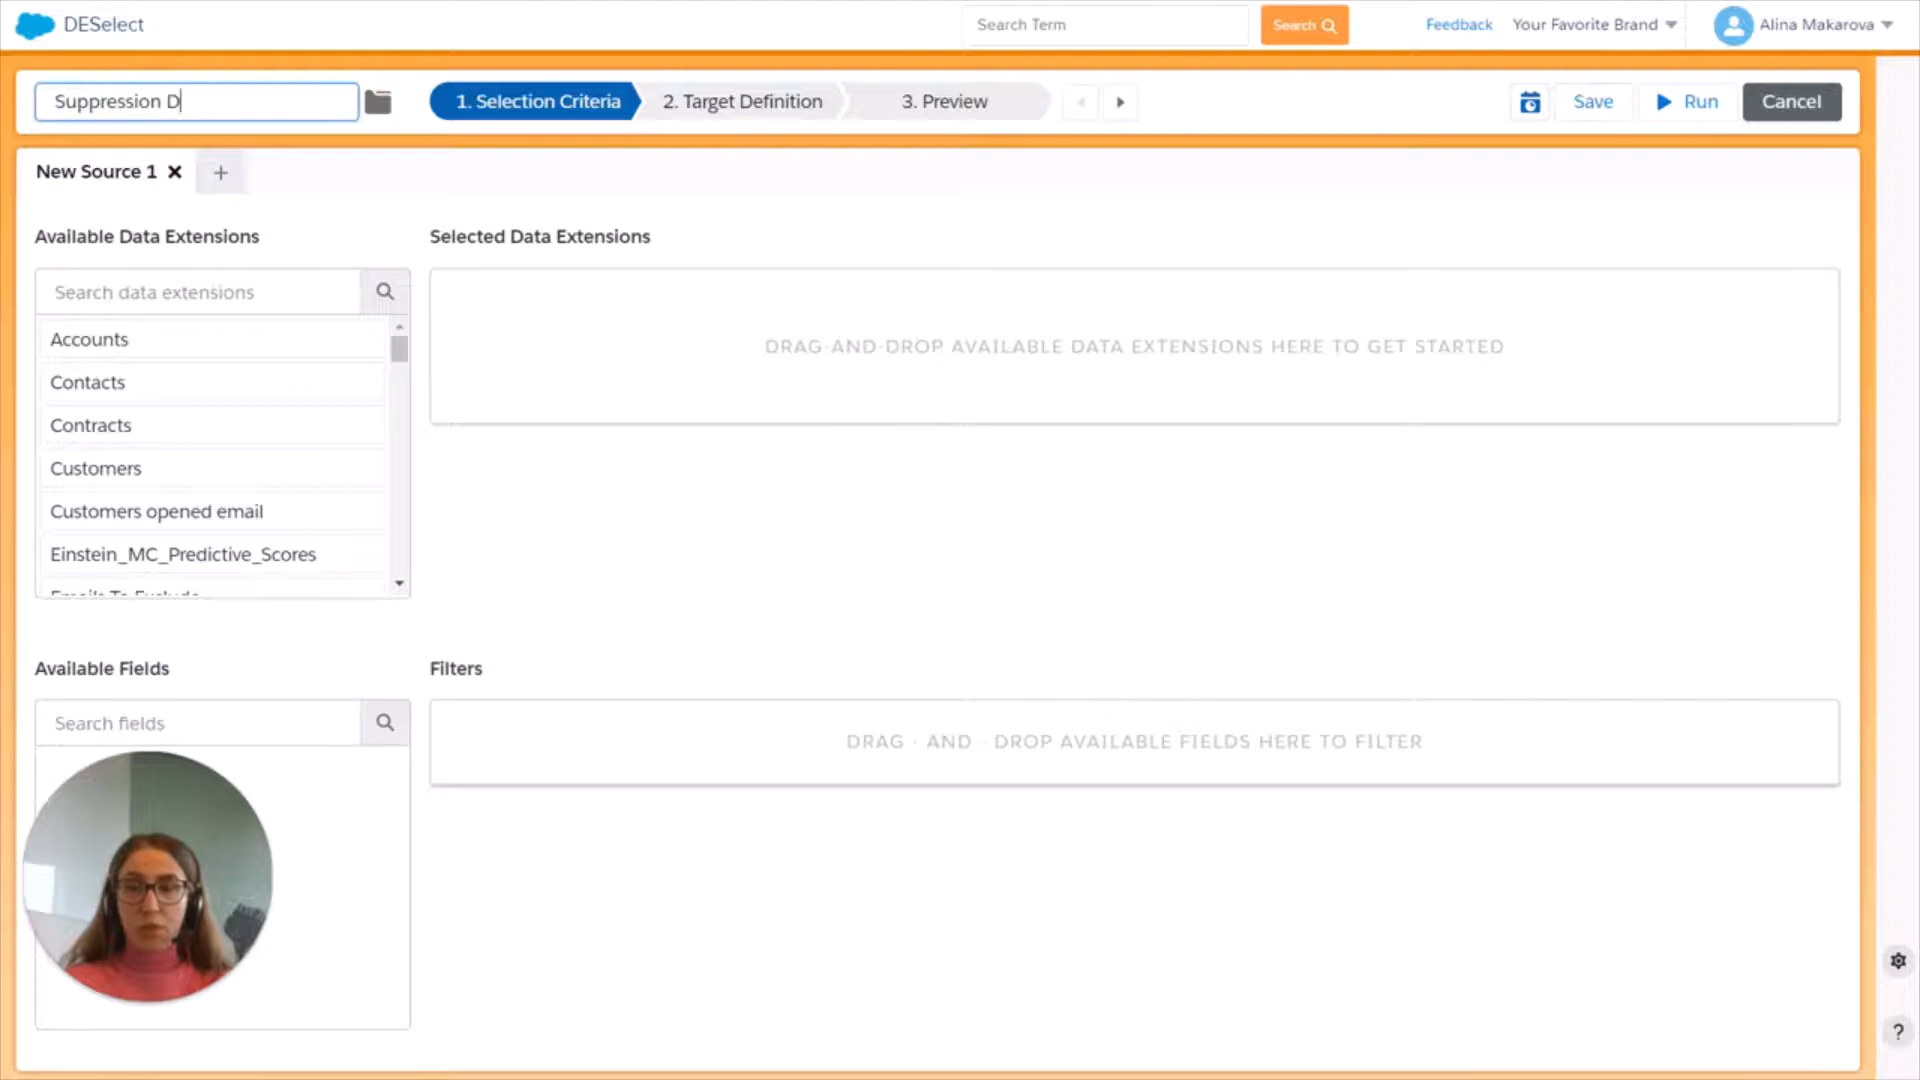 DESelect
Search Term
Search
Feedback
Your Favorite Brand
Alina Makarova
Suppression D
1. Selection Criteria
2. Target Definition
3. Preview
Save
Run
Cancel
New Source 1
Available Data Extensions
Selected Data Extensions
Search data extensions
Accounts
Contacts
Contracts
Customers
Customers opened email
Einstein_MC_Predictive_Scores
Emails To Exclude
DRAG-AND-DROP AVAILABLE DATA EXTENSIONS HERE TO GET STARTED
Available Fields
Filters
Search fields
DRAG - AND - DROP AVAILABLE FIELDS HERE TO FILTER
?